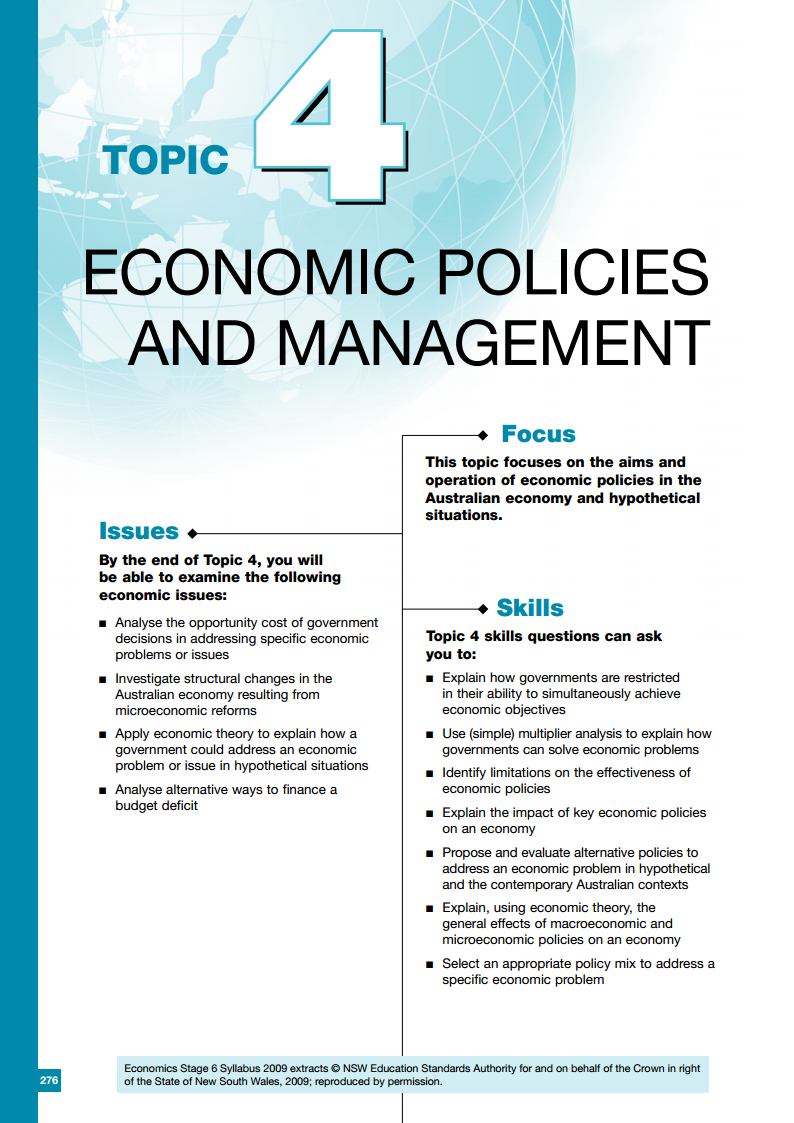 TOPIC 4
ECONOMIC POLICIES
AND MANAGEMENT
Focus
This topic focuses on the aims and
operation of economic policies in the
Australian economy and hypothetical
situations.
Issues
By the end of Topic 4, you will
be able to examine the following
economic issues:
■ Analyse the opportunity cost of government
decisions in addressing specific economic
problems or issues
■ Investigate structural changes in the
Australian economy resulting from
microeconomic reforms
■ Apply economic theory to explain how a
government could address an economic
problem or issue in hypothetical situations
■ Analyse alternative ways to finance a
budget deficit
Skills
Topic 4 skills questions can ask
you to:
■ Explain how governments are restricted
in their ability to simultaneously achieve
economic objectives
■ Use (simple) multiplier analysis to explain how
governments can solve economic problems
■ Identify limitations on the effectiveness of
economic policies
■ Explain the impact of key economic policies
on an economy
■ Propose and evaluate alternative policies to
address an economic problem in hypothetical
and the contemporary Australian contexts
■ Explain, using economic theory, the
general effects of macroeconomic and
microeconomic policies on an economy
■ Select an appropriate policy mix to address a
specific economic problem
Economics Stage 6 Syllabus 2009 extracts © NSW Education Standards Authority for and on behalf of the Crown in right
of the State of New South Wales, 2009; reproduced by permission.
276